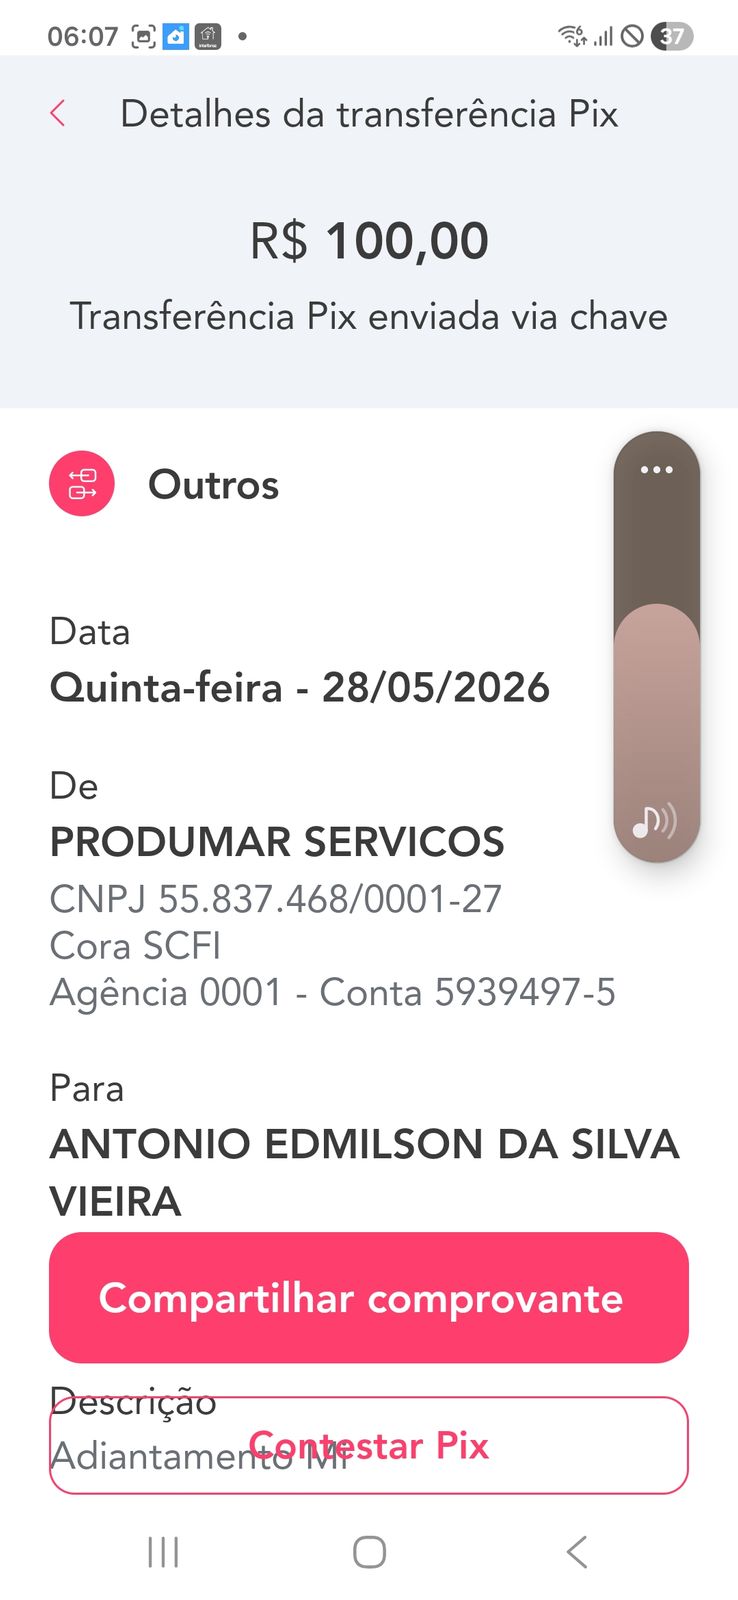 06:07
37
Detalhes da transferência Pix
R$ 100,00
Transferência Pix enviada via chave
Outros
Data
Quinta-feira - 28/05/2026
De
PRODUMAR SERVICOS
CNPJ 55.837.468/0001-27
Cora SCFI
Agência 0001 - Conta 5939497-5
Para
ANTONIO EDMILSON DA SILVA
VIEIRA
Compartilhar comprovante
Descrição
Contestar Pix
Adiantamento